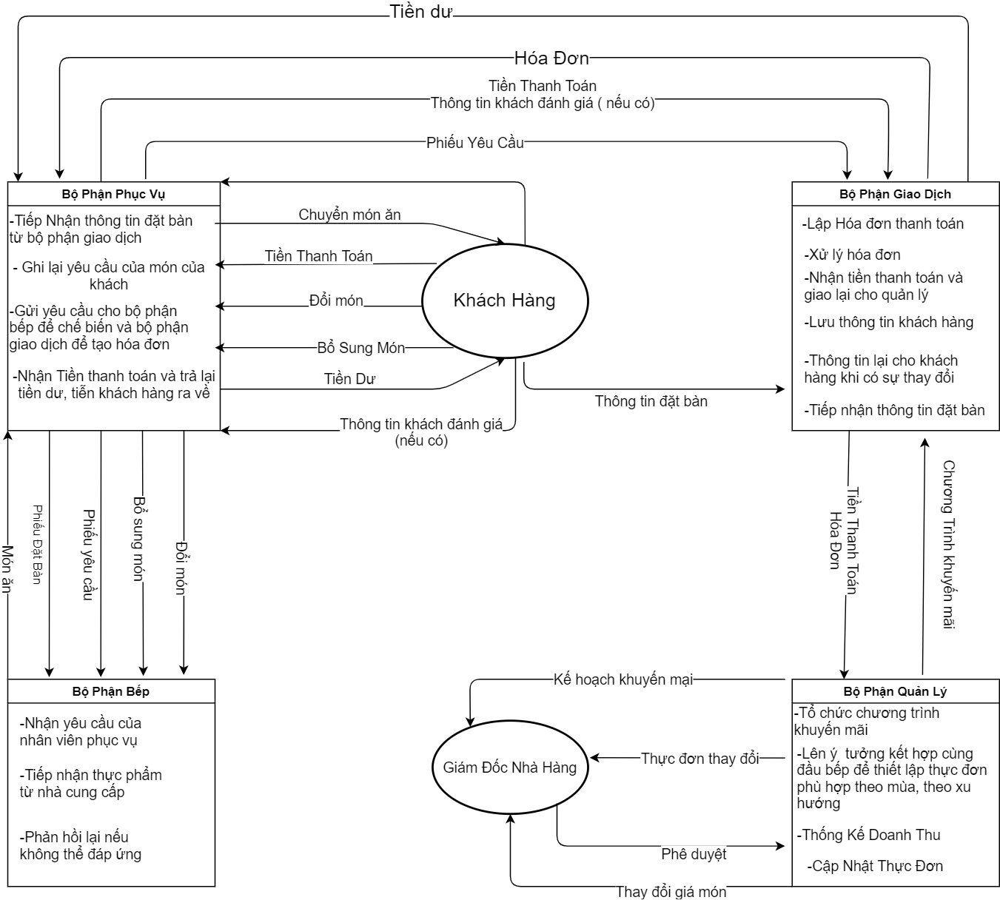 Tiền dư
Hóa Đơn
Tiền Thanh Toán
Thông tin khách đánh giá ( nếu có)
Phiếu Yêu Cầu
Bộ Phận Phục Vụ
-Tiếp Nhận thông tin đặt bàn
từ bộ phận giao dịch
- Ghi lại yêu cầu của món của
khách
-Gửi yêu cầu cho bộ phận
bếp để chế biến và bộ phận
giao dịch để tạo hóa đơn
-Nhận Tiền thanh toán và trả lại
tiền dư, tiễn khách hàng ra về
Chuyển món ăn
Tiền Thanh Toán
Đổi món
Bổ Sung Món
Tiền Dư
Thông tin khách đánh giá
(nếu có)
Khách Hàng
Thông tin đặt bàn
Bộ Phận Giao Dịch
-Lập Hóa đơn thanh toán
-Xử lý hóa đơn
-Nhận tiền thanh toán và
giao lại cho quản lý
-Lưu thông tin khách hàng
-Thông tin lại cho khách
hàng khi có sự thay đổi
-Tiếp nhận thông tin đặt bàn
Món ăn
Phiếu Đặt Bàn
Phiếu yêu cầu
Bổ sung món
Đổi món
Tiền Thanh Toán
Hóa Đơn
Chương Trình khuyến mãi
Bộ Phận Bếp
-Nhận yêu cầu của
nhân viên phục vụ
-Tiếp nhận thực phẩm
từ nhà cung cấp
-Phản hồi lại nếu
không thể đáp ứng
Kế hoạch khuyến mại
Giám Đốc Nhà Hàng
Thực đơn thay đổi
Phê duyệt
Thay đổi giá món
Bộ Phận Quản Lý
-Tổ chức chương trình
khuyến mãi
-Lên ý  tưởng kết hợp cùng
đầu bếp để thiết lập thực đơn
phù hợp theo mùa, theo xu
hướng
-Thống Kế Doanh Thu
-Cập Nhật Thực Đơn